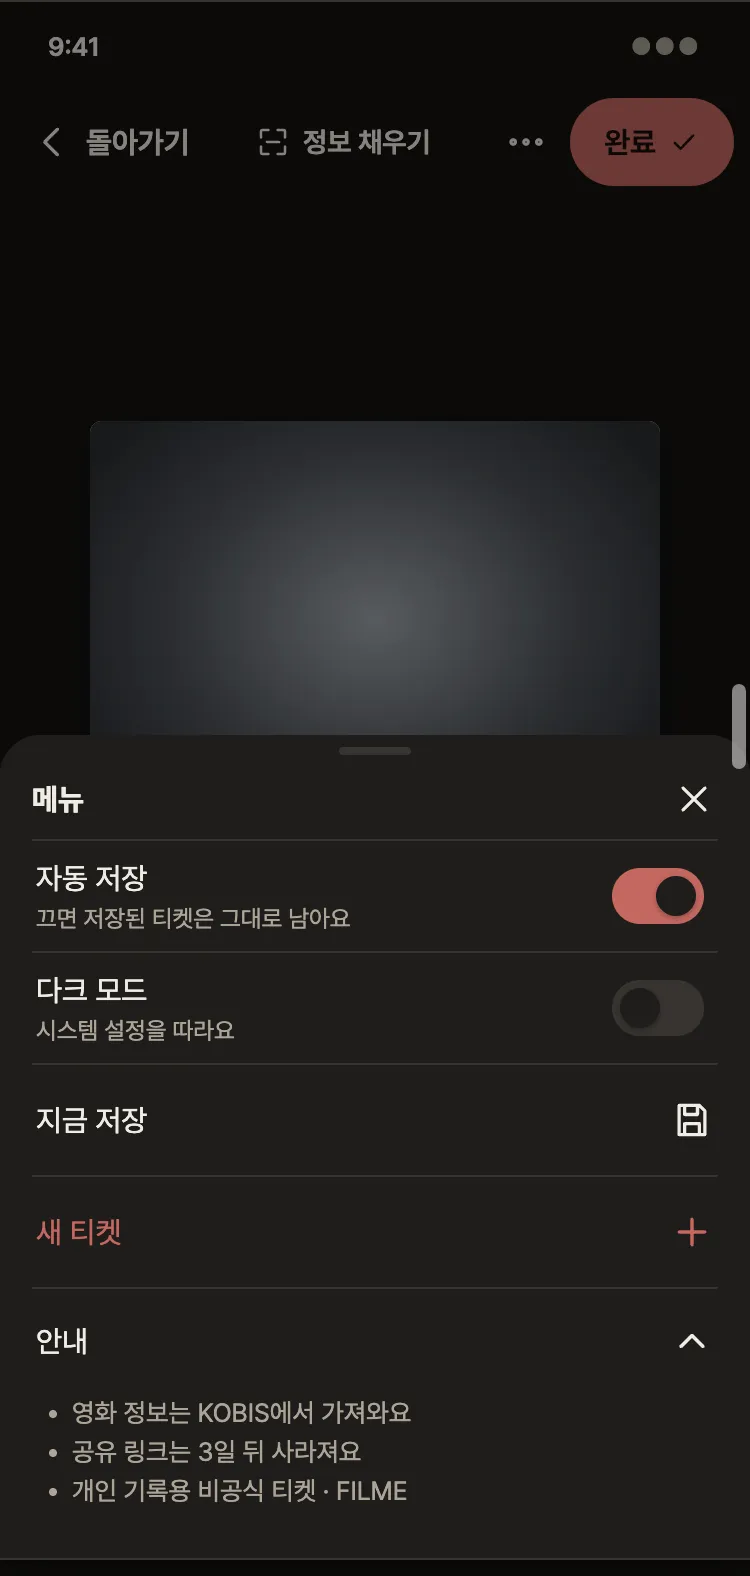 9:41
돌아가기
정보 채우기
완료
메뉴
자동 저장
끄면 저장된 티켓은 그대로 남아요
다크 모드
시스템 설정을 따라요
지금 저장
새 티켓
안내
• 영화 정보는 KOBIS에서 가져와요
• 공유 링크는 3일 뒤 사라져요
• 개인 기록용 비공식 티켓 · FILME